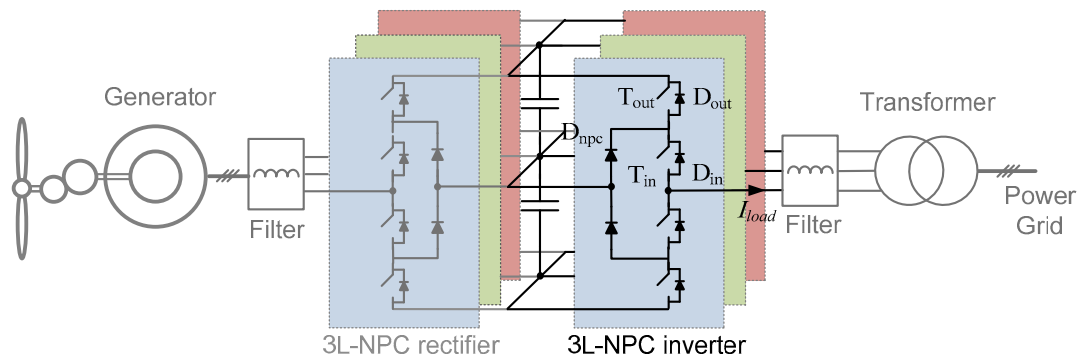 Generator
Filter
3L-NPC rectifier
D_npc
T_out
D_out
T_in
D_in
I_load
3L-NPC inverter
Filter
Transformer
Power
Grid